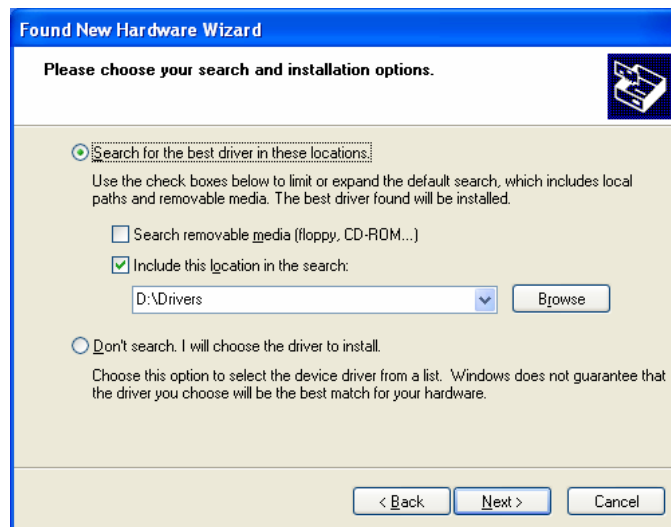 Found New Hardware Wizard
Please choose your search and installation options.
Search for the best driver in these locations.
Use the check boxes below to limit or expand the default search, which includes local
paths and removable media. The best driver found will be installed.
Search removable media (floppy, CD-ROM...)
Include this location in the search:
D:\Drivers
Browse
Don't search. I will choose the driver to install.
Choose this option to select the device driver from a list. Windows does not guarantee that
the driver you choose will be the best match for your hardware.
< Back
Next >
Cancel